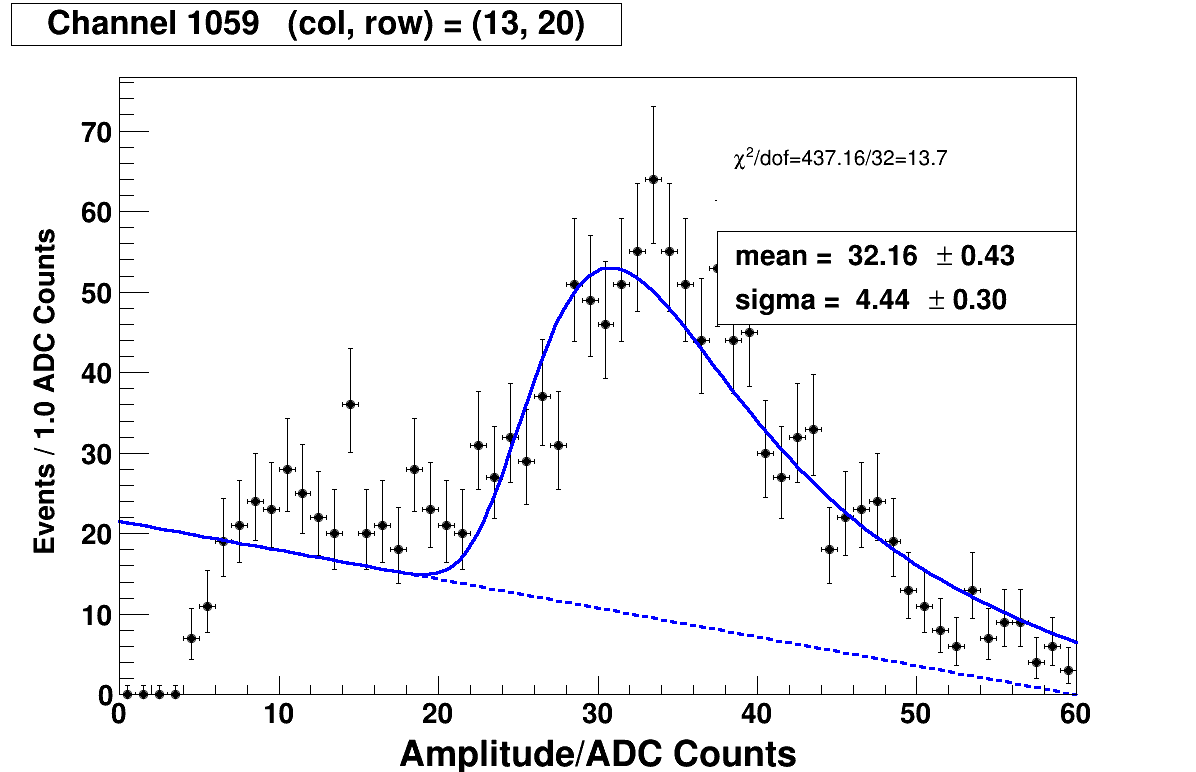 Channel 1059 (col, row) = (13, 20)
χ²/dof=437.16/32=13.7
mean = 32.16 ± 0.43
sigma = 4.44 ± 0.30
Events / 1.0 ADC Counts
70
60
50
40
30
20
10
0
0 10 20 30 40 50 60
Amplitude/ADC Counts